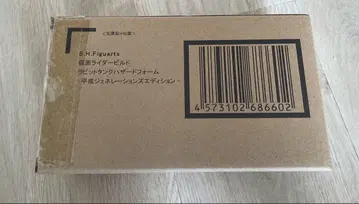 S.H.Figuarts
仮面ライダービルド
ラビットタンクハザードフォーム
-平成ジェネレーションズエディション-
4573102686602